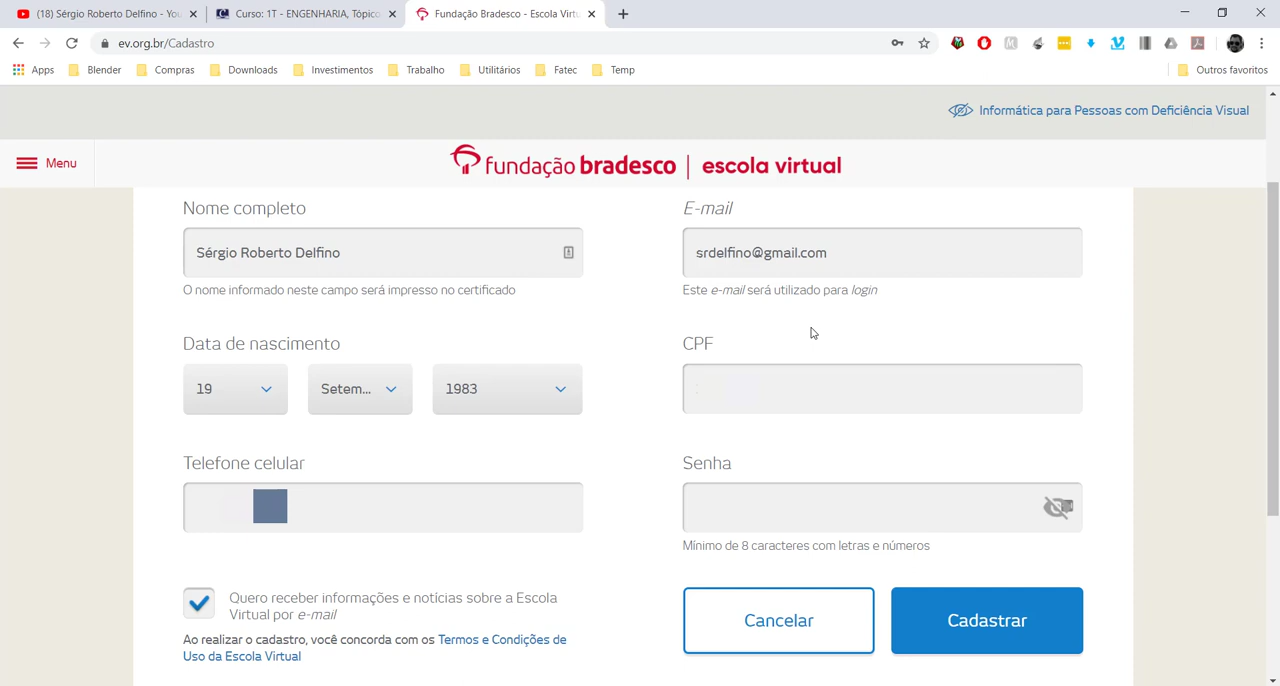 (18) Sérgio Roberto Delfino - You
Curso: 1T - ENGENHARIA, Tópico
Fundação Bradesco - Escola Virtu
ev.org.br/Cadastro
Apps
Blender
Compras
Downloads
Investimentos
Trabalho
Utilitários
Fatec
Temp
Outros favoritos
Informática para Pessoas com Deficiência Visual
Menu
fundação bradesco | escola virtual
Nome completo
E-mail
Sérgio Roberto Delfino
srdelfino@gmail.com
O nome informado neste campo será impresso no certificado
Este e-mail será utilizado para login
Data de nascimento
CPF
19
Setem...
1983
Telefone celular
Senha
Mínimo de 8 caracteres com letras e números
Quero receber informações e notícias sobre a Escola
Virtual por e-mail
Cancelar
Cadastrar
Ao realizar o cadastro, você concorda com os Termos e Condições de
Uso da Escola Virtual